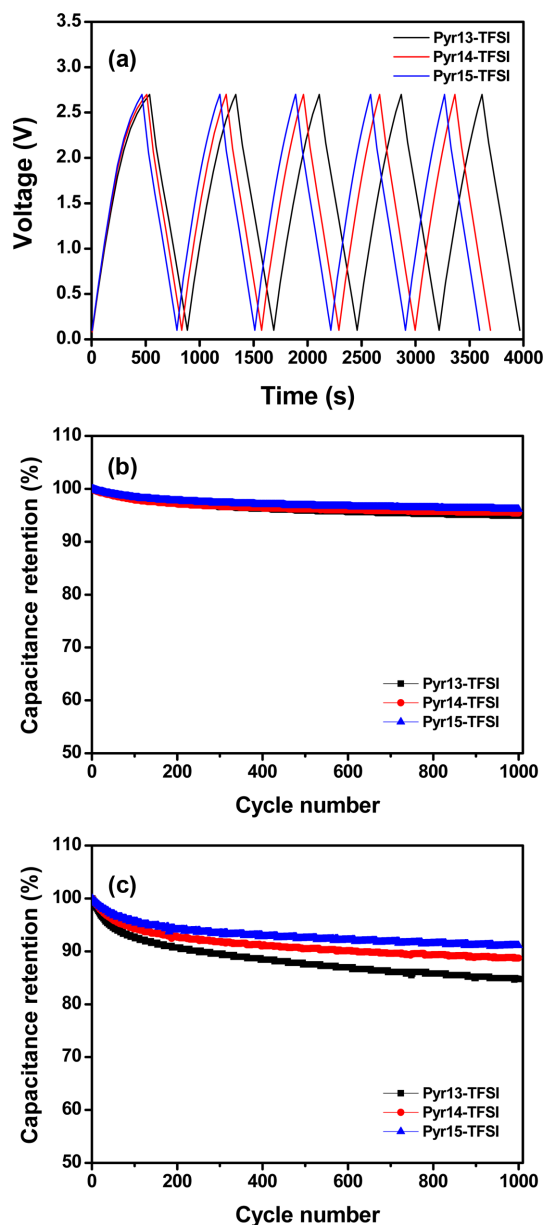 (a)
Pyr13-TFSI
Pyr14-TFSI
Pyr15-TFSI
3.5
3.0
2.5
2.0
1.5
1.0
0.5
0.0
Voltage (V)
0 500 1000 1500 2000 2500 3000 3500 4000
Time (s)
(b)
110
100
90
80
70
60
50
Capacitance retention (%)
Pyr13-TFSI
Pyr14-TFSI
Pyr15-TFSI
0 200 400 600 800 1000
Cycle number
(c)
110
100
90
80
70
60
50
Capacitance retention (%)
Pyr13-TFSI
Pyr14-TFSI
Pyr15-TFSI
0 200 400 600 800 1000
Cycle number